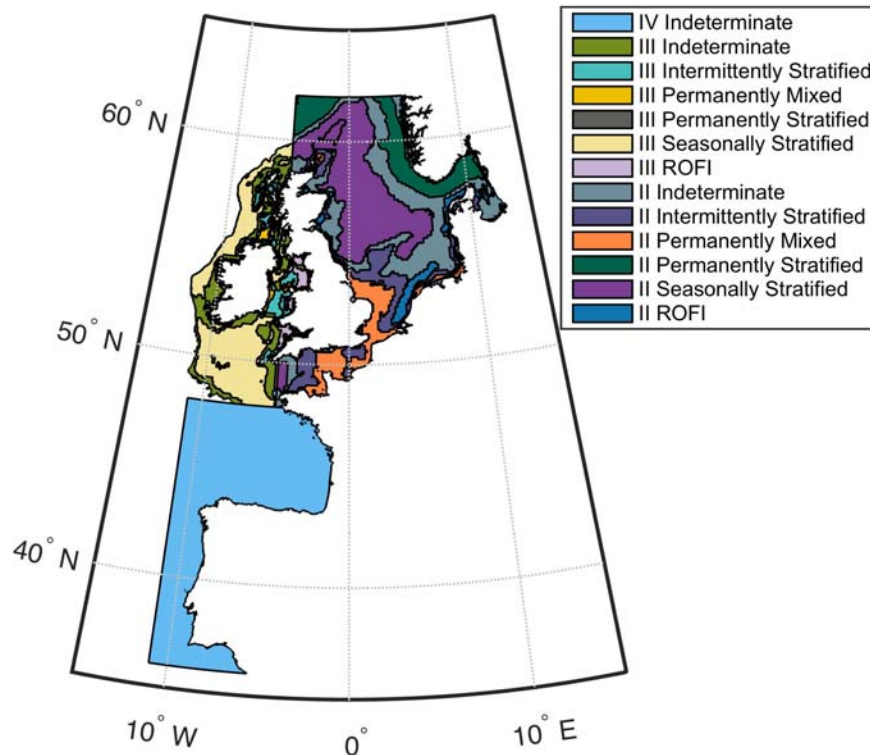 IV Indeterminate
III Indeterminate
III Intermittently Stratified
III Permanently Mixed
III Permanently Stratified
III Seasonally Stratified
III ROFI
II Indeterminate
II Intermittently Stratified
II Permanently Mixed
II Permanently Stratified
II Seasonally Stratified
II ROFI
60° N
50° N
40° N
10° W
0°
10° E